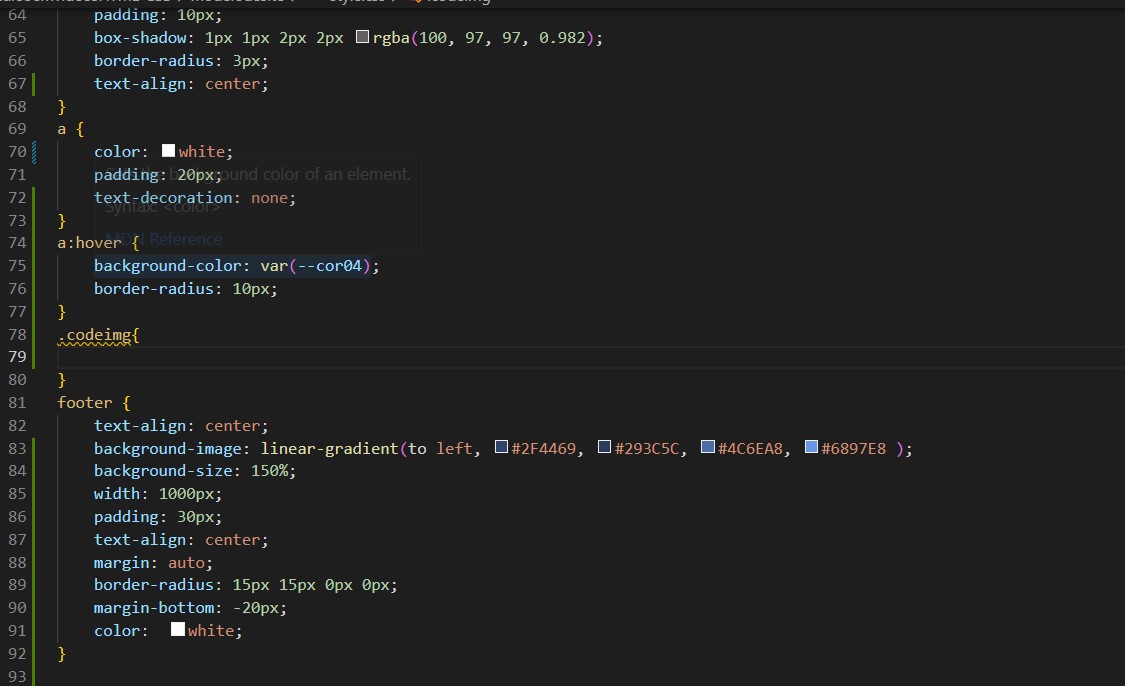 64 padding: 10px;
65 box-shadow: 1px 1px 2px 2px rgba(100, 97, 97, 0.982);
66 border-radius: 3px;
67 text-align: center;
68 }
69 a {
70 color: white;
71 padding: 20px;
the background color of an element.
72 text-decoration: none;
Syntax: <color>
73 }
74 a:hover {
MDN Reference
75 background-color: var(--cor04);
76 border-radius: 10px;
77 }
78 .codeimg{
79
80 }
81 footer {
82 text-align: center;
83 background-image: linear-gradient(to left, #2F4469, #293C5C, #4C6EA8, #6897E8 );
84 background-size: 150%;
85 width: 1000px;
86 padding: 30px;
87 text-align: center;
88 margin: auto;
89 border-radius: 15px 15px 0px 0px;
90 margin-bottom: -20px;
91 color: white;
92 }
93